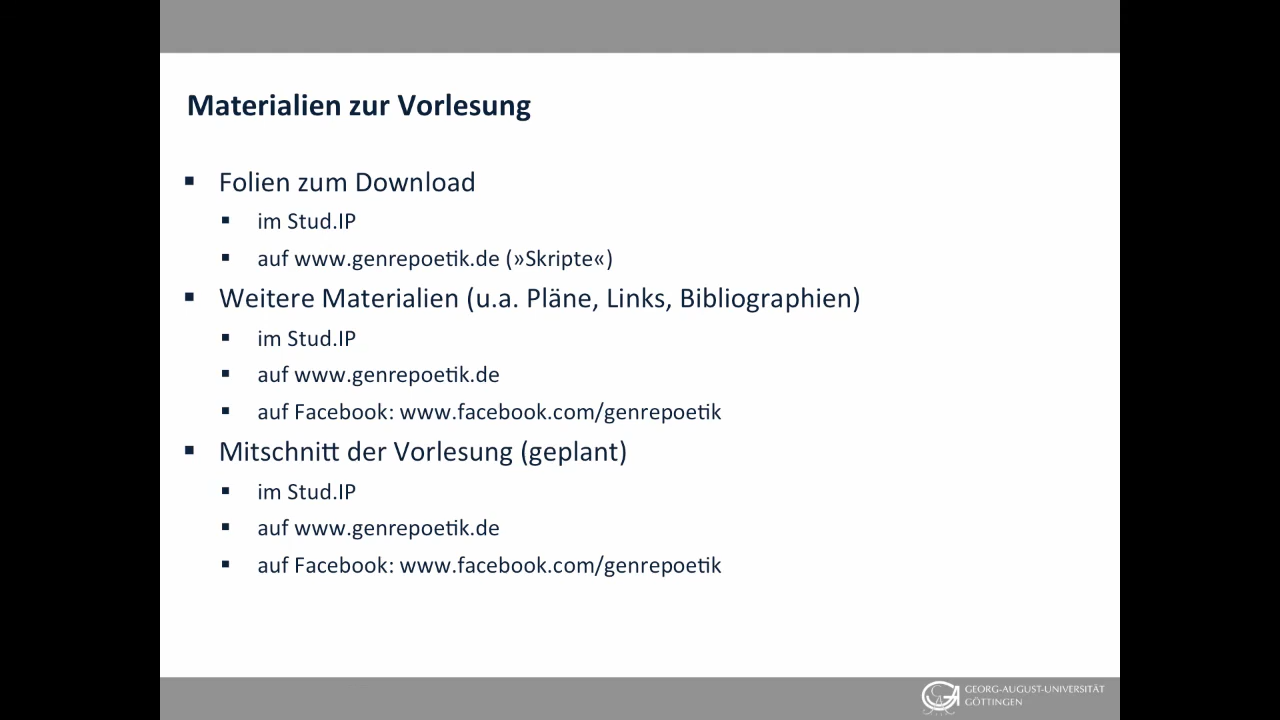 Materialien zur Vorlesung
▪ Folien zum Download
▪ im Stud.IP
▪ auf www.genrepoetik.de (»Skripte«)
▪ Weitere Materialien (u.a. Pläne, Links, Bibliographien)
▪ im Stud.IP
▪ auf www.genrepoetik.de
▪ auf Facebook: www.facebook.com/genrepoetik
▪ Mitschnitt der Vorlesung (geplant)
▪ im Stud.IP
▪ auf www.genrepoetik.de
▪ auf Facebook: www.facebook.com/genrepoetik
GEORG-AUGUST-UNIVERSITÄT
GÖTTINGEN